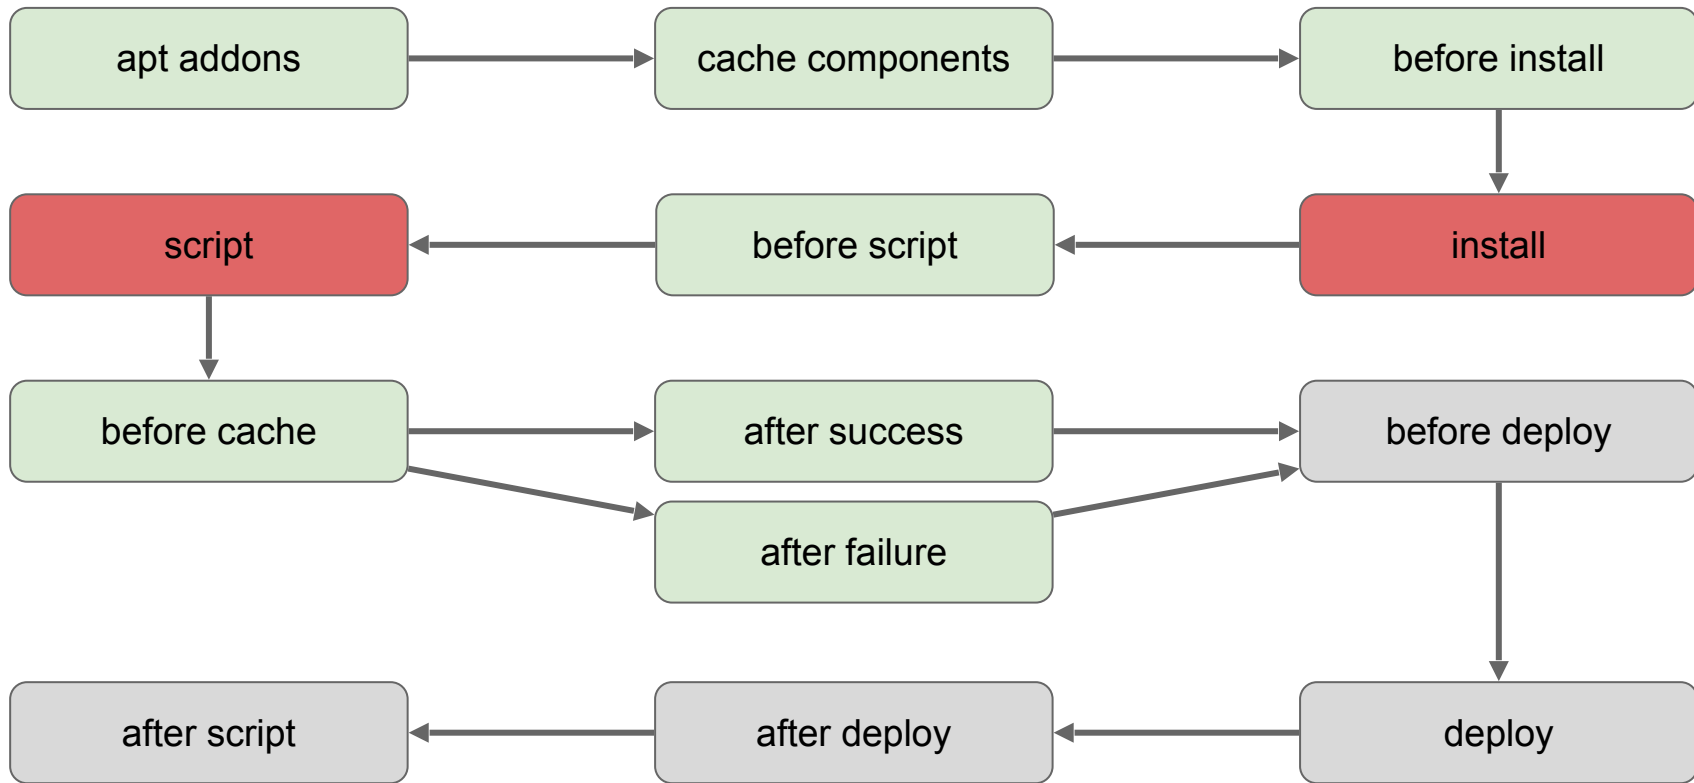 apt addons
cache components
before install
script
before script
install
before cache
after success
before deploy
after failure
after script
after deploy
deploy